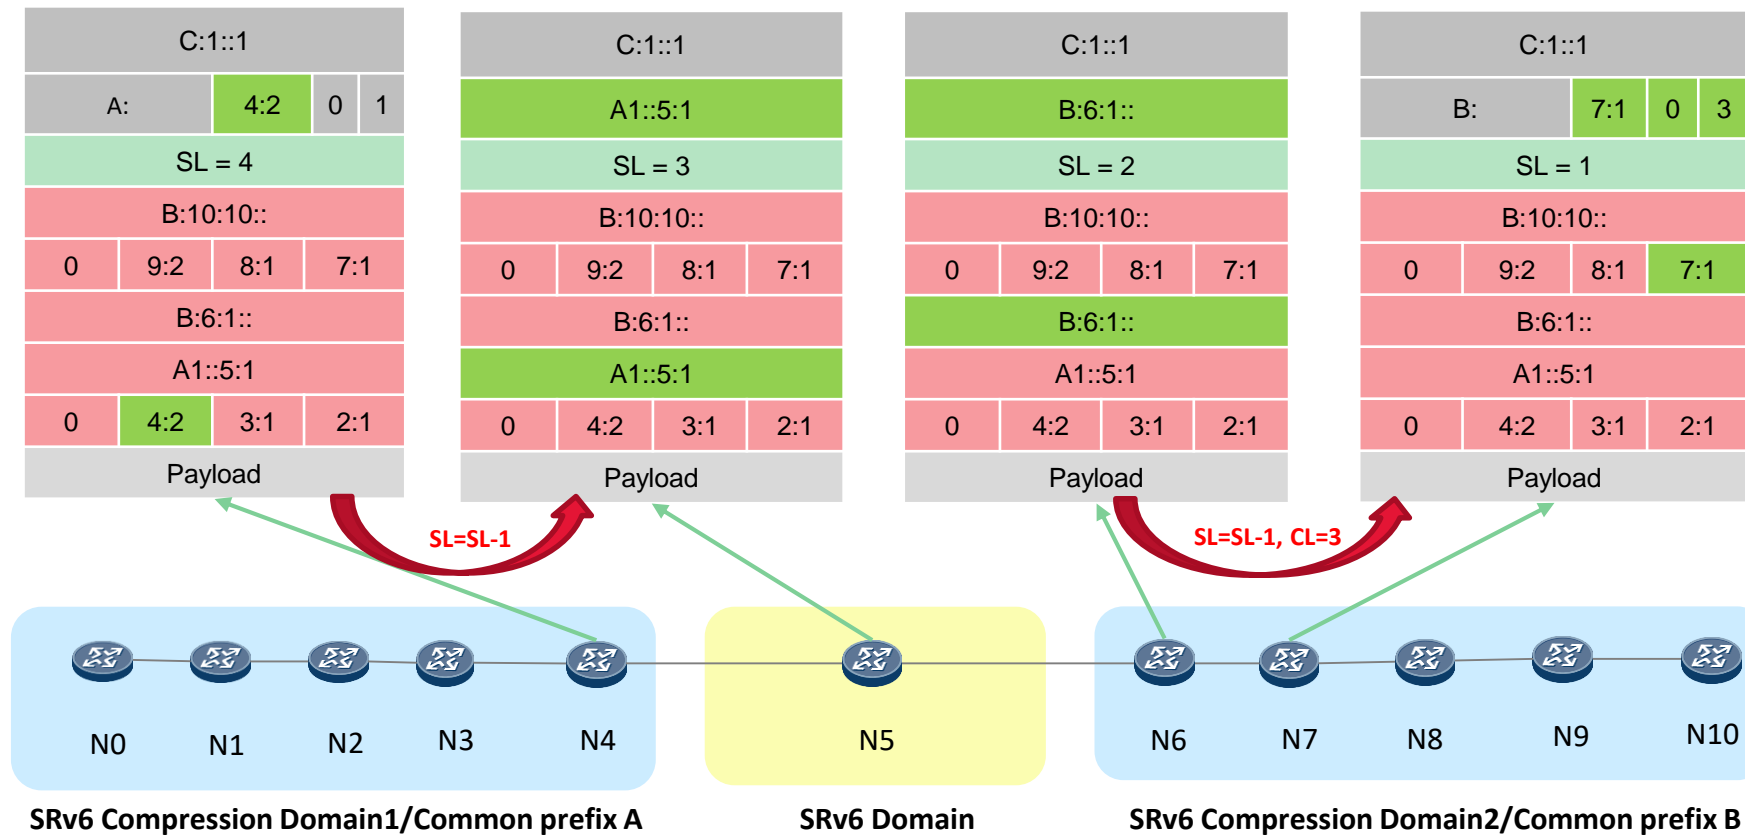 C:1::1
A: 4:2 0 1
SL = 4
B:10:10::
0 9:2 8:1 7:1
B:6:1::
A1::5:1
0 4:2 3:1 2:1
Payload
C:1::1
A1::5:1
SL = 3
B:10:10::
0 9:2 8:1 7:1
B:6:1::
A1::5:1
0 4:2 3:1 2:1
Payload
C:1::1
B:6:1::
SL = 2
B:10:10::
0 9:2 8:1 7:1
B:6:1::
A1::5:1
0 4:2 3:1 2:1
Payload
C:1::1
B: 7:1 0 3
SL = 1
B:10:10::
0 9:2 8:1 7:1
B:6:1::
A1::5:1
0 4:2 3:1 2:1
Payload
SL=SL-1
SL=SL-1, CL=3
N0 N1 N2 N3 N4 N5 N6 N7 N8 N9 N10
SRv6 Compression Domain1/Common prefix A
SRv6 Domain
SRv6 Compression Domain2/Common prefix B